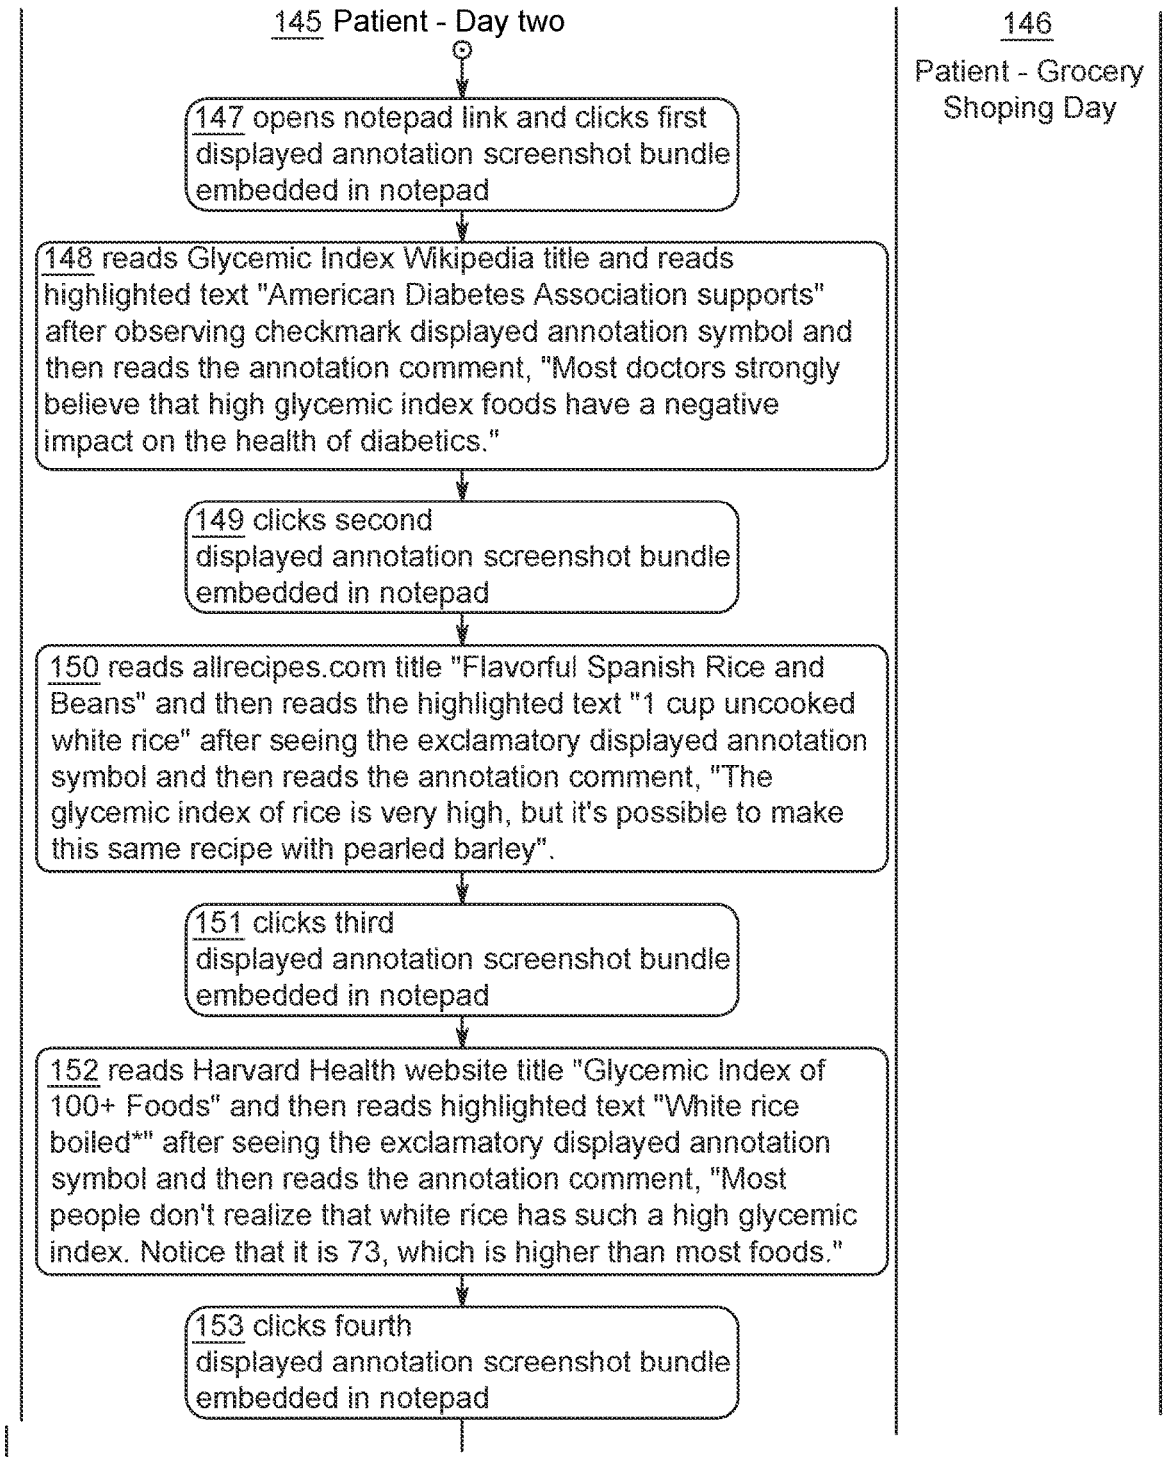 145 Patient - Day two
147 opens notepad link and clicks first
displayed annotation screenshot bundle
embedded in notepad
148 reads Glycemic Index Wikipedia title and reads
highlighted text "American Diabetes Association supports"
after observing checkmark displayed annotation symbol and
then reads the annotation comment, "Most doctors strongly
believe that high glycemic index foods have a negative
impact on the health of diabetics."
149 clicks second
displayed annotation screenshot bundle
embedded in notepad
150 reads allrecipes.com title "Flavorful Spanish Rice and
Beans" and then reads the highlighted text "1 cup uncooked
white rice" after seeing the exclamatory displayed annotation
symbol and then reads the annotation comment, "The
glycemic index of rice is very high, but it's possible to make
this same recipe with pearled barley".
151 clicks third
displayed annotation screenshot bundle
embedded in notepad
152 reads Harvard Health website title "Glycemic Index of
100+ Foods" and then reads highlighted text "White rice
boiled*" after seeing the exclamatory displayed annotation
symbol and then reads the annotation comment, "Most
people don't realize that white rice has such a high glycemic
index. Notice that it is 73, which is higher than most foods."
153 clicks fourth
displayed annotation screenshot bundle
embedded in notepad
146
Patient - Grocery
Shoping Day